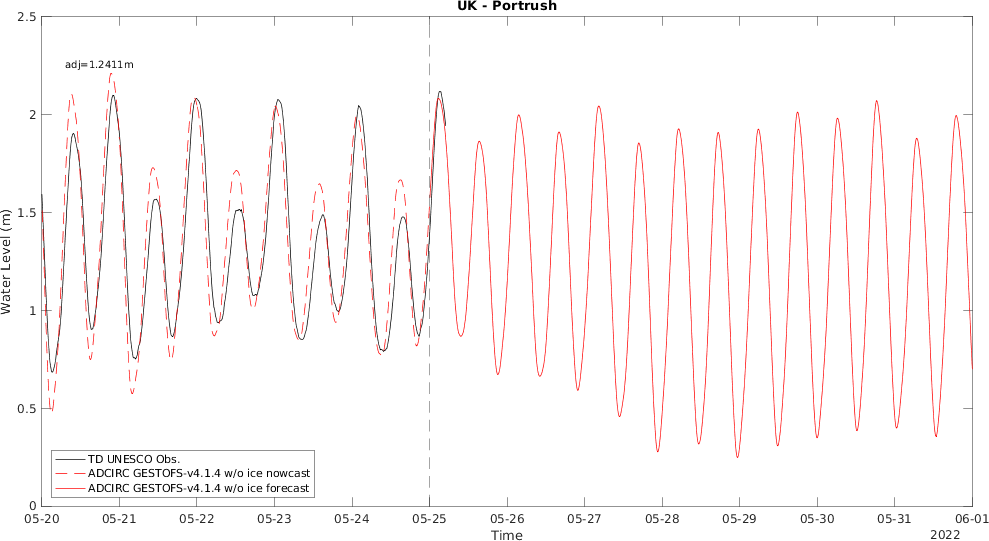 UK - Portrush
2.5
adj=1.2411m
2
1.5
Water Level (m)
1
0.5
TD UNESCO Obs.
ADCIRC GESTOFS-v4.1.4 w/o ice nowcast
ADCIRC GESTOFS-v4.1.4 w/o ice forecast
0
05-20 05-21 05-22 05-23 05-24 05-25 05-26 05-27 05-28 05-29 05-30 05-31 06-01
Time
2022